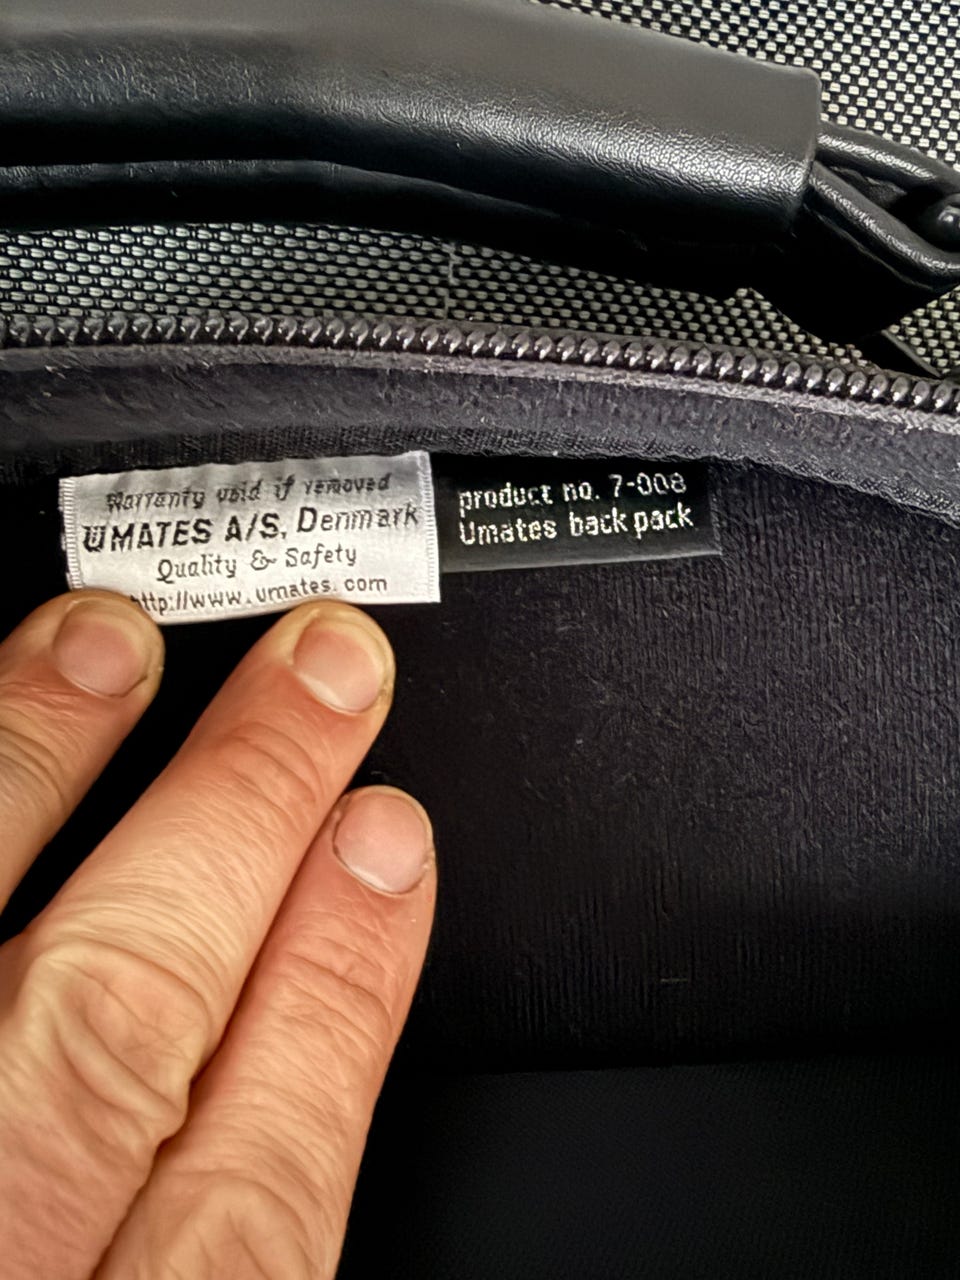 Warranty void if removed
UMATES A/S, Denmark
Quality & Safety
http://www.umates.com
product no. 7-008
Umates back pack